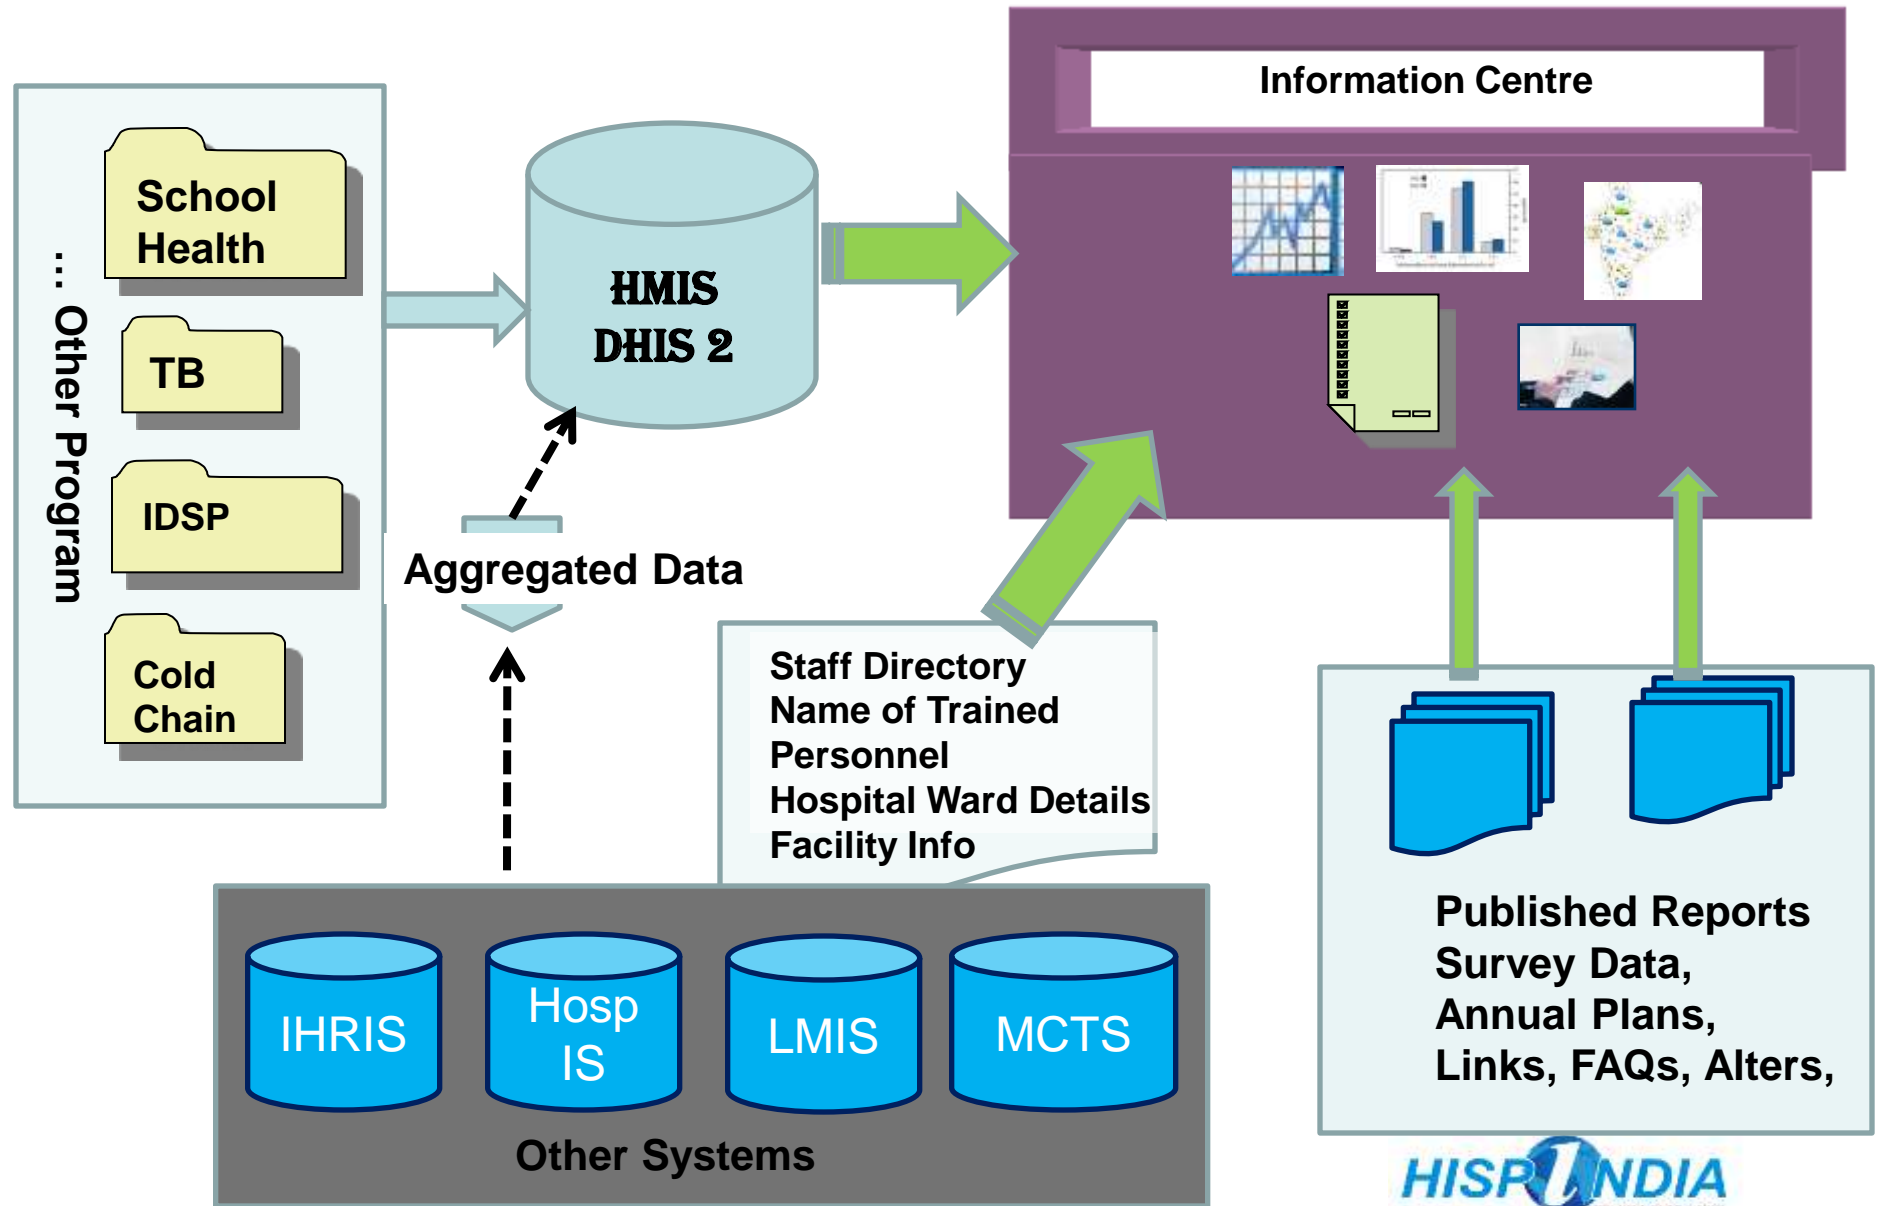 Information Centre
... Other Program
School
Health
TB
IDSP
Cold
Chain
HMIS
DHIS 2
Aggregated Data
Staff Directory
Name of Trained
Personnel
Hospital Ward Details
Facility Info
IHRIS
Hosp
IS
LMIS
MCTS
Other Systems
Published Reports
Survey Data,
Annual Plans,
Links, FAQs, Alters,
HISP INDIA